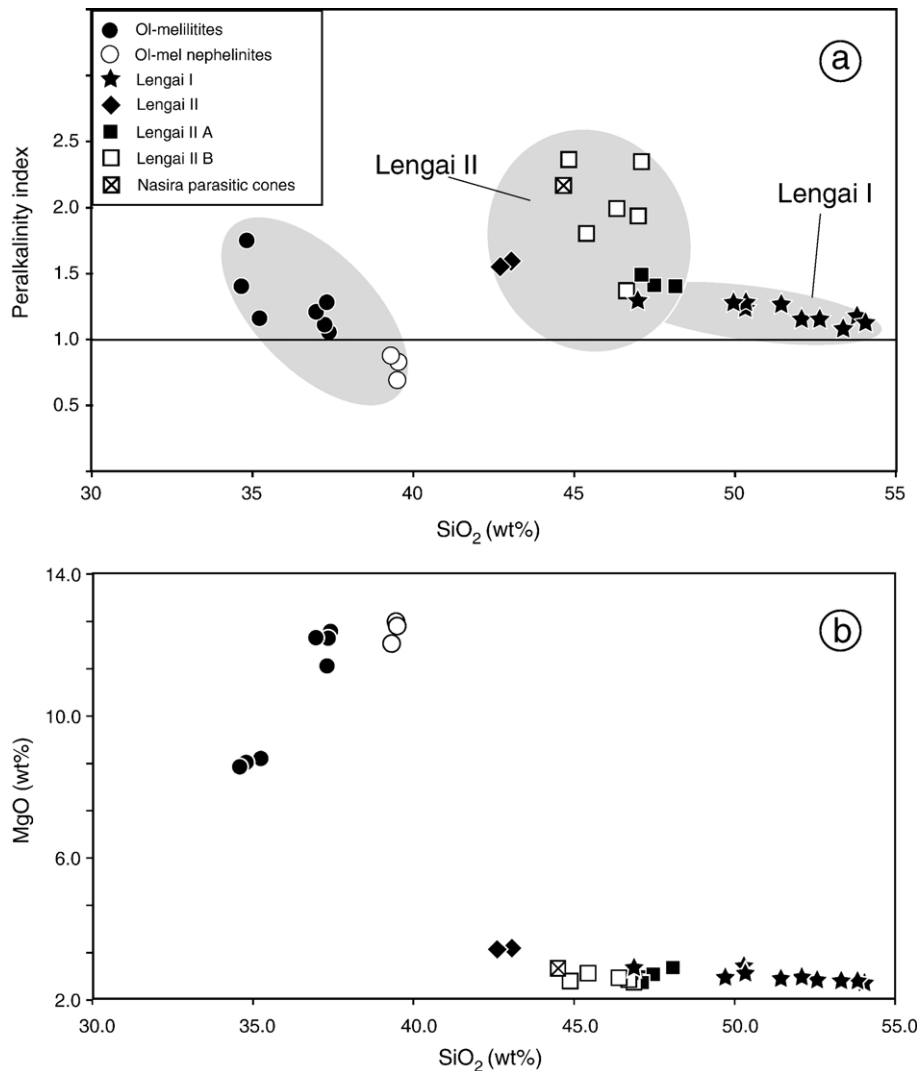 Ol-melilitites
Ol-mel nephelinites
Lengai I
Lengai II
Lengai II A
Lengai II B
Nasira parasitic cones
a
Lengai II
Lengai I
Peralkalinity index
2.5
2.0
1.5
1.0
0.5
30 35 40 45 50 55
SiO₂ (wt%)
b
MgO (wt%)
14.0
10.0
6.0
2.0
30.0 35.0 40.0 45.0 50.0 55.0
SiO₂ (wt%)